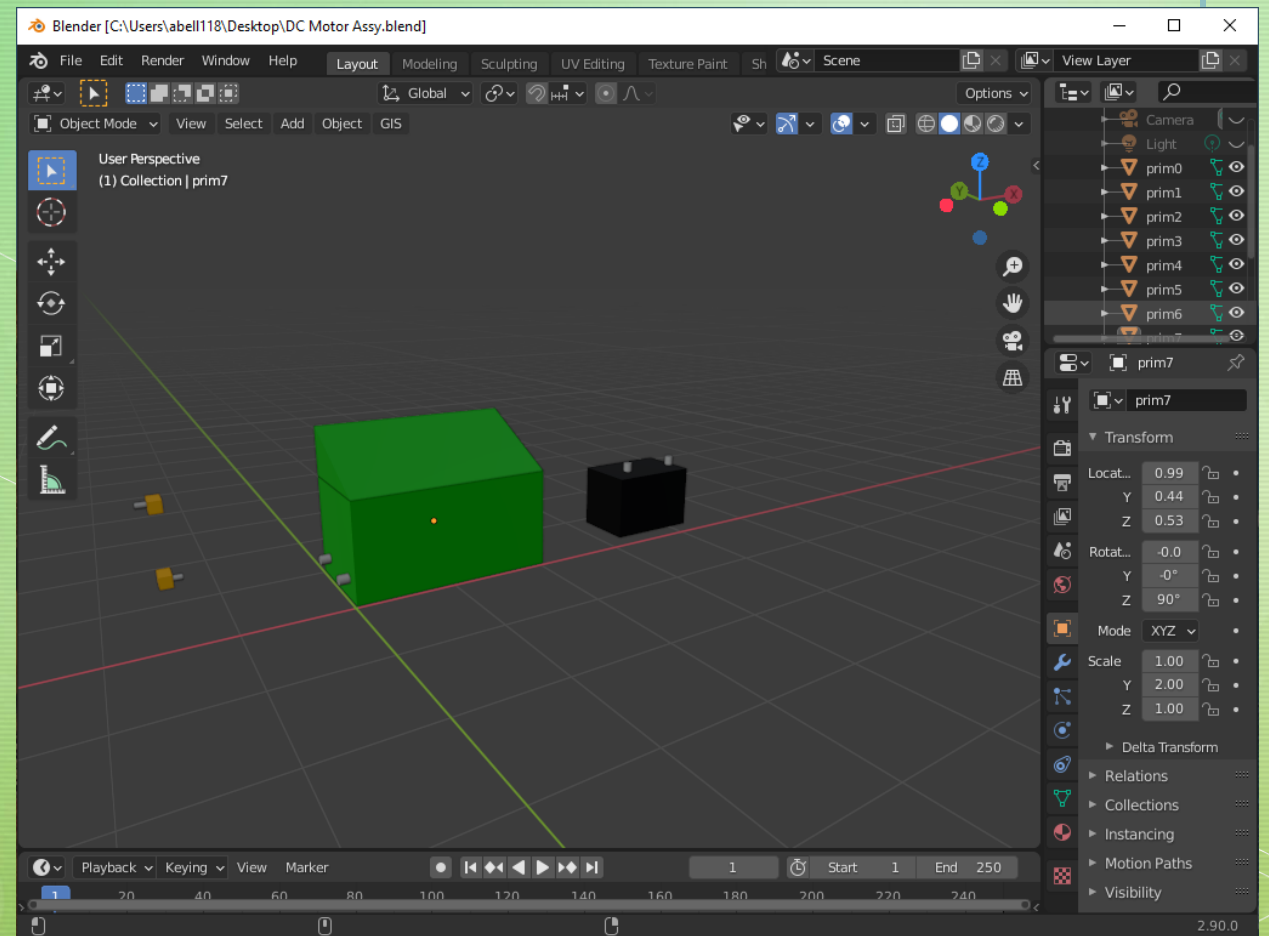 Blender [C:\Users\abell118\Desktop\DC Motor Assy.blend]
File Edit Render Window Help Layout Modeling Sculpting UV Editing Texture Paint Sh Scene View Layer
Global Options
Object Mode View Select Add Object GIS
User Perspective
(1) Collection | prim7
Z
Y X
Camera
Light
prim0
prim1
prim2
prim3
prim4
prim5
prim6
prim7
prim7
prim7
Transform
Locat... 0.99
Y 0.44
Z 0.53
Rotat... -0.0
Y -0°
Z 90°
Mode XYZ
Scale 1.00
Y 2.00
Z 1.00
Delta Transform
Relations
Collections
Instancing
Motion Paths
Visibility
Playback Keying View Marker 1 Start 1 End 250
1 20 40 60 80 100 120 140 160 180 200 220 240
2.90.0